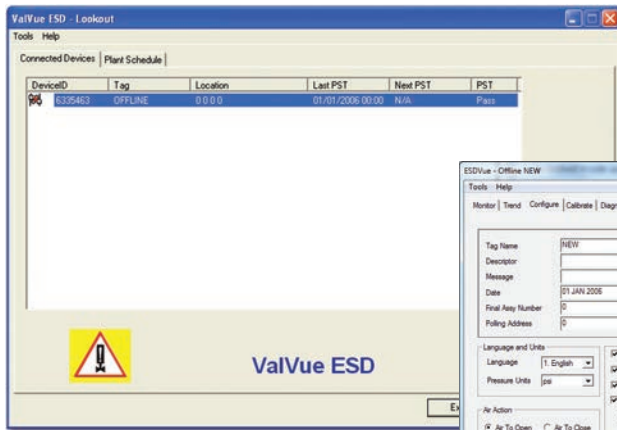 ValVue ESD - Lookout
Tools Help
Connected Devices Plant Schedule
DeviceID Tag Location Last PST Next PST PST
6335463 OFFLINE 0 0 0 0 01/01/2006 00:00 N/A Pass
ValVue ESD
ESDVue - Offline NEW
Tools Help
Monitor Trend Configure Calibrate
Tag Name NEW
Descriptor
Message
Date 01 JAN 2006
Final Assy Number 0
Polling Address 0
Language and Units
Language 1. English
Pressure Units psi
Air Action
Air To Open Air To Close